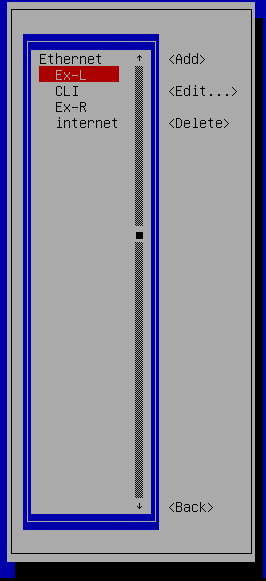 Ethernet ↑ <Add>
Ex-L
CLI <Edit...>
Ex-R
internet <Delete>
↓ <Back>